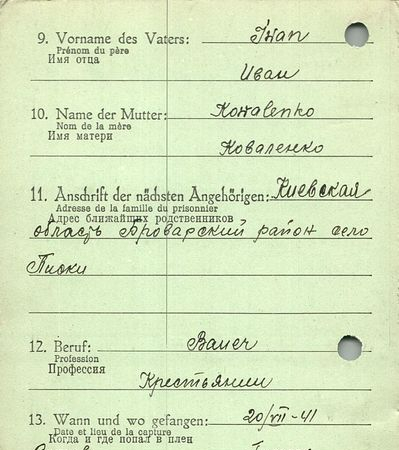 9. Vorname des Vaters: Iwan
Prénom du père
Имя отца
Иван
10. Name der Mutter: Kowalenko
Nom de la mère
Имя матери
Коваленко
11. Anschrift der nächsten Angehörigen: Киевская
Adresse de la famille du prisonnier
Адрес ближайших родственников
область Броварский район село
12. Beruf: Bauer
Profession
Профессия
Крестьянин
13. Wann und wo gefangen: 20/VII-41
Date et lieu de la capture
Когда и где попал в плен